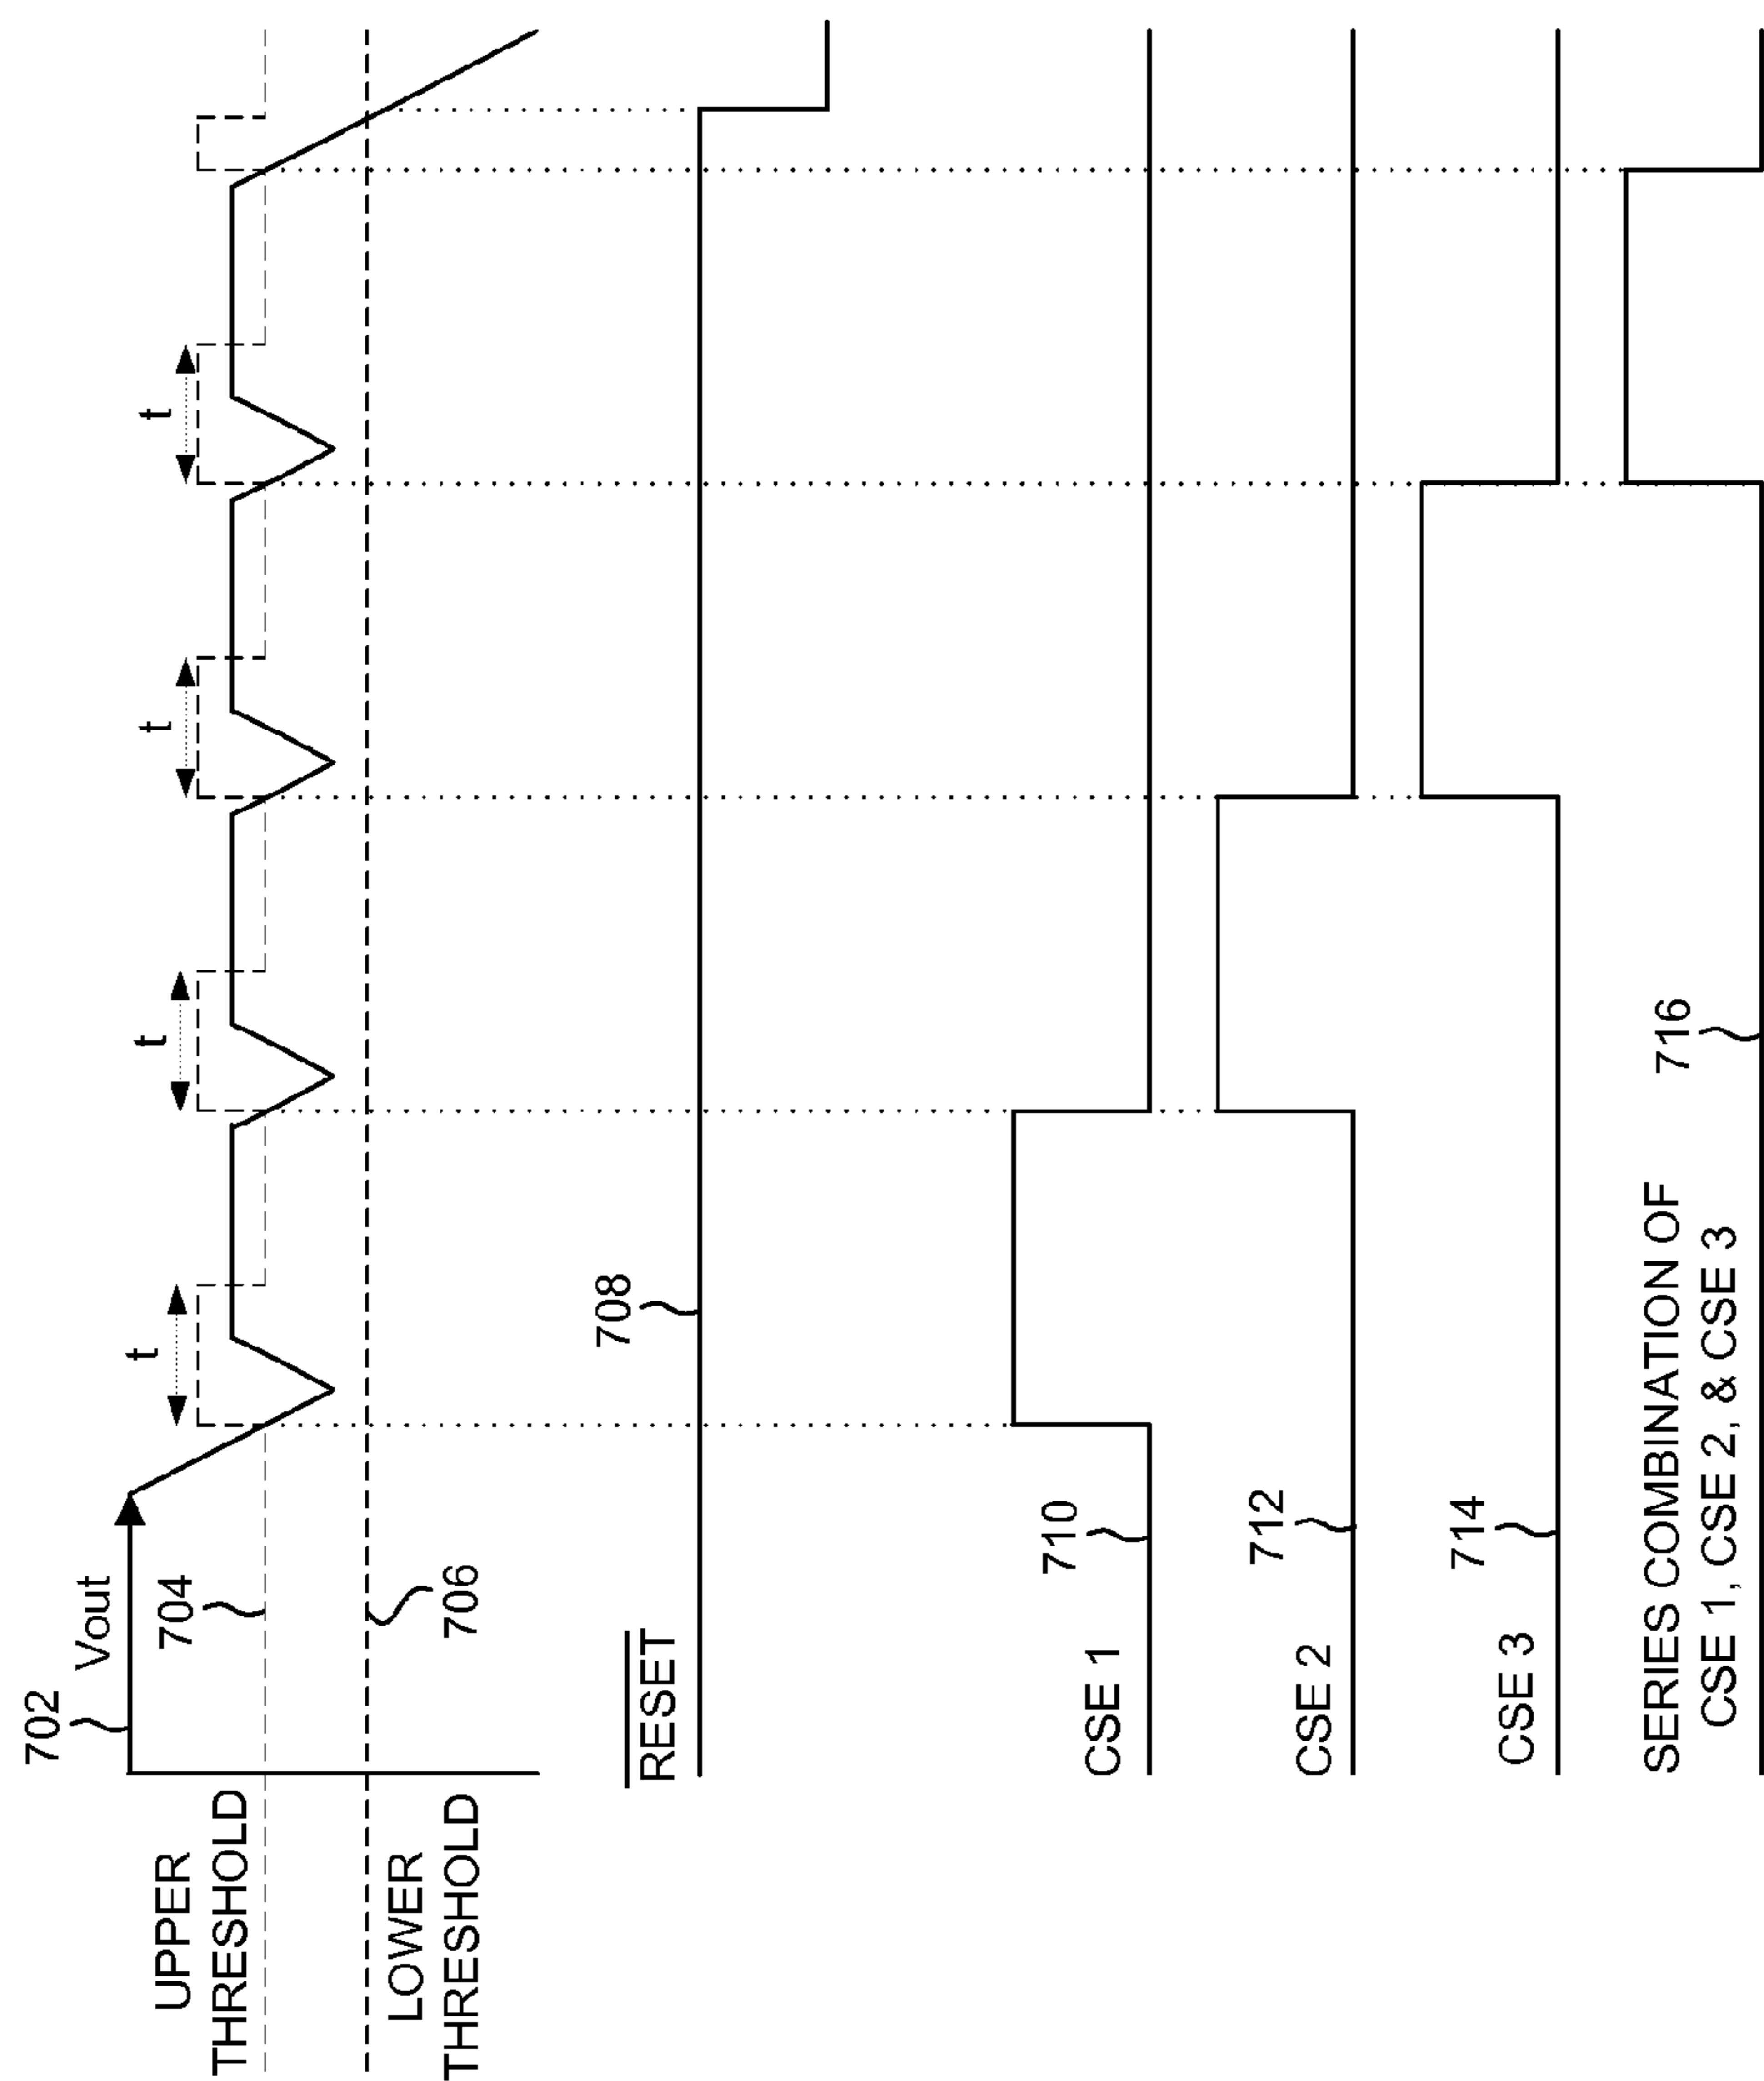 702
Vout
UPPER
THRESHOLD
704
t
t
t
t
LOWER
THRESHOLD
706
RESET
708
CSE 1
710
CSE 2
712
CSE 3
714
SERIES COMBINATION OF
CSE 1, CSE 2, & CSE 3
716